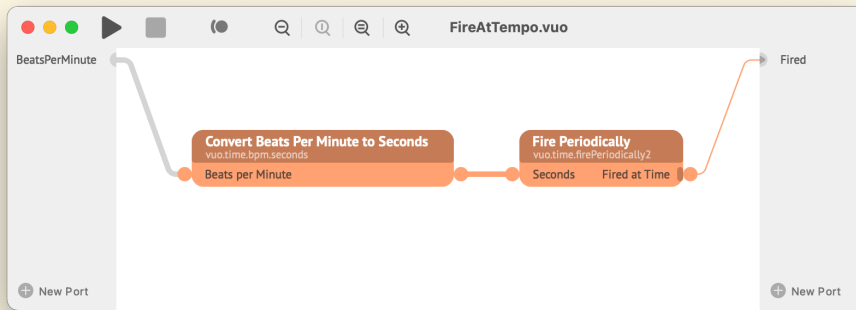 FireAtTempo.vuo
BeatsPerMinute
Fired
Convert Beats Per Minute to Seconds
vuo.time.bpm.seconds
Beats per Minute
Fire Periodically
vuo.time.firePeriodically2
Seconds Fired at Time
New Port
New Port